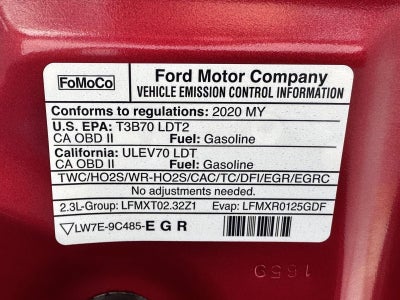 FoMoCo
Ford Motor Company
VEHICLE EMISSION CONTROL INFORMATION
Conforms to regulations: 2020 MY
U.S. EPA: T3B70 LDT2
CA OBD II Fuel: Gasoline
California: ULEV70 LDT
CA OBD II Fuel: Gasoline
TWC/HO2S/WR-HO2S/CAC/TC/DFI/EGR/EGRC
No adjustments needed.
2.3L-Group: LFMXT02.32Z1 Evap: LFMXR0125GDF
LW7E-9C485-E G R
1659